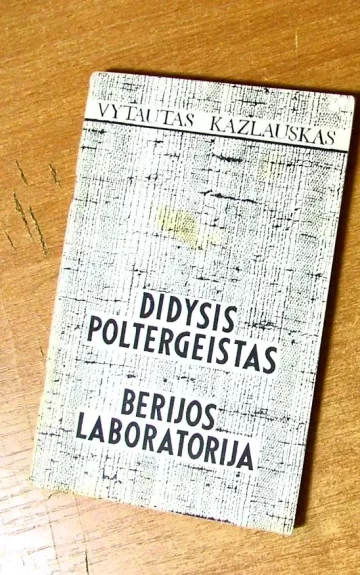 VYTAUTAS KAZLAUSKAS
DIDYSIS
POLTERGEISTAS
BERIJOS
LABORATORIJA